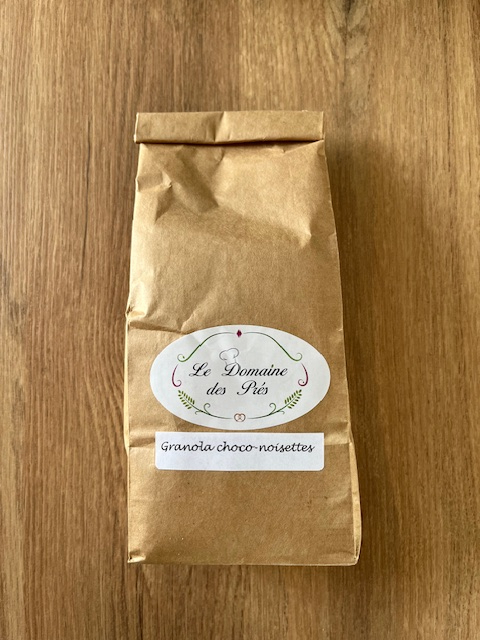 Le Domaine
des Prés
Granola choco-noisettes